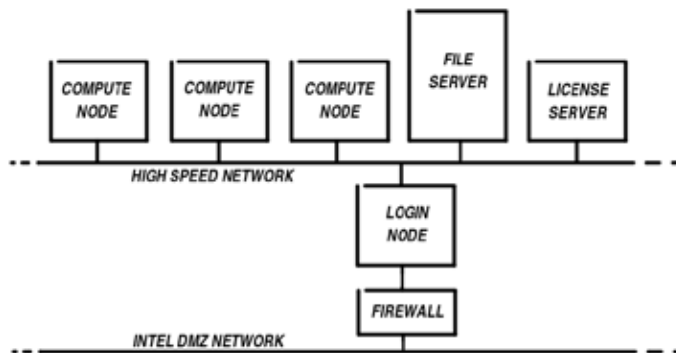 COMPUTE
NODE
COMPUTE
NODE
COMPUTE
NODE
FILE
SERVER
LICENSE
SERVER
HIGH SPEED NETWORK
LOGIN
NODE
FIREWALL
INTEL DMZ NETWORK